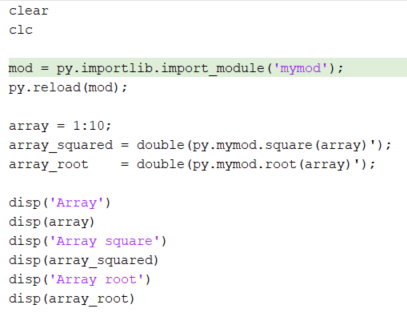 clear
clc
mod = py.importlib.import_module('mymod');
py.reload(mod);
array = 1:10;
array_squared = double(py.mymod.square(array)');
array_root    = double(py.mymod.root(array)');
disp('Array')
disp(array)
disp('Array square')
disp(array_squared)
disp('Array root')
disp(array_root)